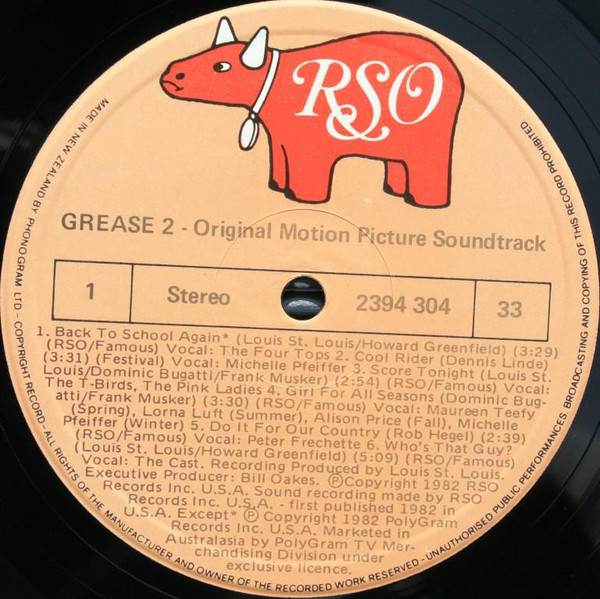 RSO
GREASE 2 - Original Motion Picture Soundtrack
1 Stereo 2394 304 33
1. Back To School Again* (Louis St. Louis/Howard Greenfield) (3:29)
(RSO/Famous) Vocal: The Four Tops 2. Cool Rider (Dennis Linde)
(3:31) (Festival) Vocal: Michelle Pfeiffer 3. Score Tonight (Louis St.
Louis/Dominic Bugatti/Frank Musker) (2:54) (RSO/Famous) Vocal:
The T-Birds, The Pink Ladies 4. Girl For All Seasons (Dominic Bug-
atti/Frank Musker) (3:30) (RSO/Famous) Vocal: Maureen Teefy
(Spring), Lorna Luft (Summer), Alison Price (Fall), Michelle
Pfeiffer (Winter) 5. Do It For Our Country (Rob Hegel) (2:39)
(RSO/Famous) Vocal: Peter Frechette 6. Who's That Guy?
(Louis St. Louis/Howard Greenfield) (5:09) (RSO/Famous)
Vocal: The Cast. Recording Produced by Louis St. Louis.
Executive Producer: Bill Oakes. ℗Copyright 1982 RSO
Records Inc. U.S.A. Sound recording made by RSO
Records Inc. U.S.A. - first published 1982 in
U.S.A. Except* ℗ Copyright 1982 PolyGram
Records Inc. U.S.A. Marketed in
Australasia by PolyGram TV Mer-
chandising Division under
exclusive licence.
MADE IN NEW ZEALAND BY PHONOGRAM LTD - COPYRIGHT RECORD - ALL RIGHTS OF THE MANUFACTURER AND OWNER OF THE RECORDED WORK RESERVED - UNAUTHORISED PUBLIC PERFORMANCES BROADCASTING AND COPYING OF THIS RECORD PROHIBITED